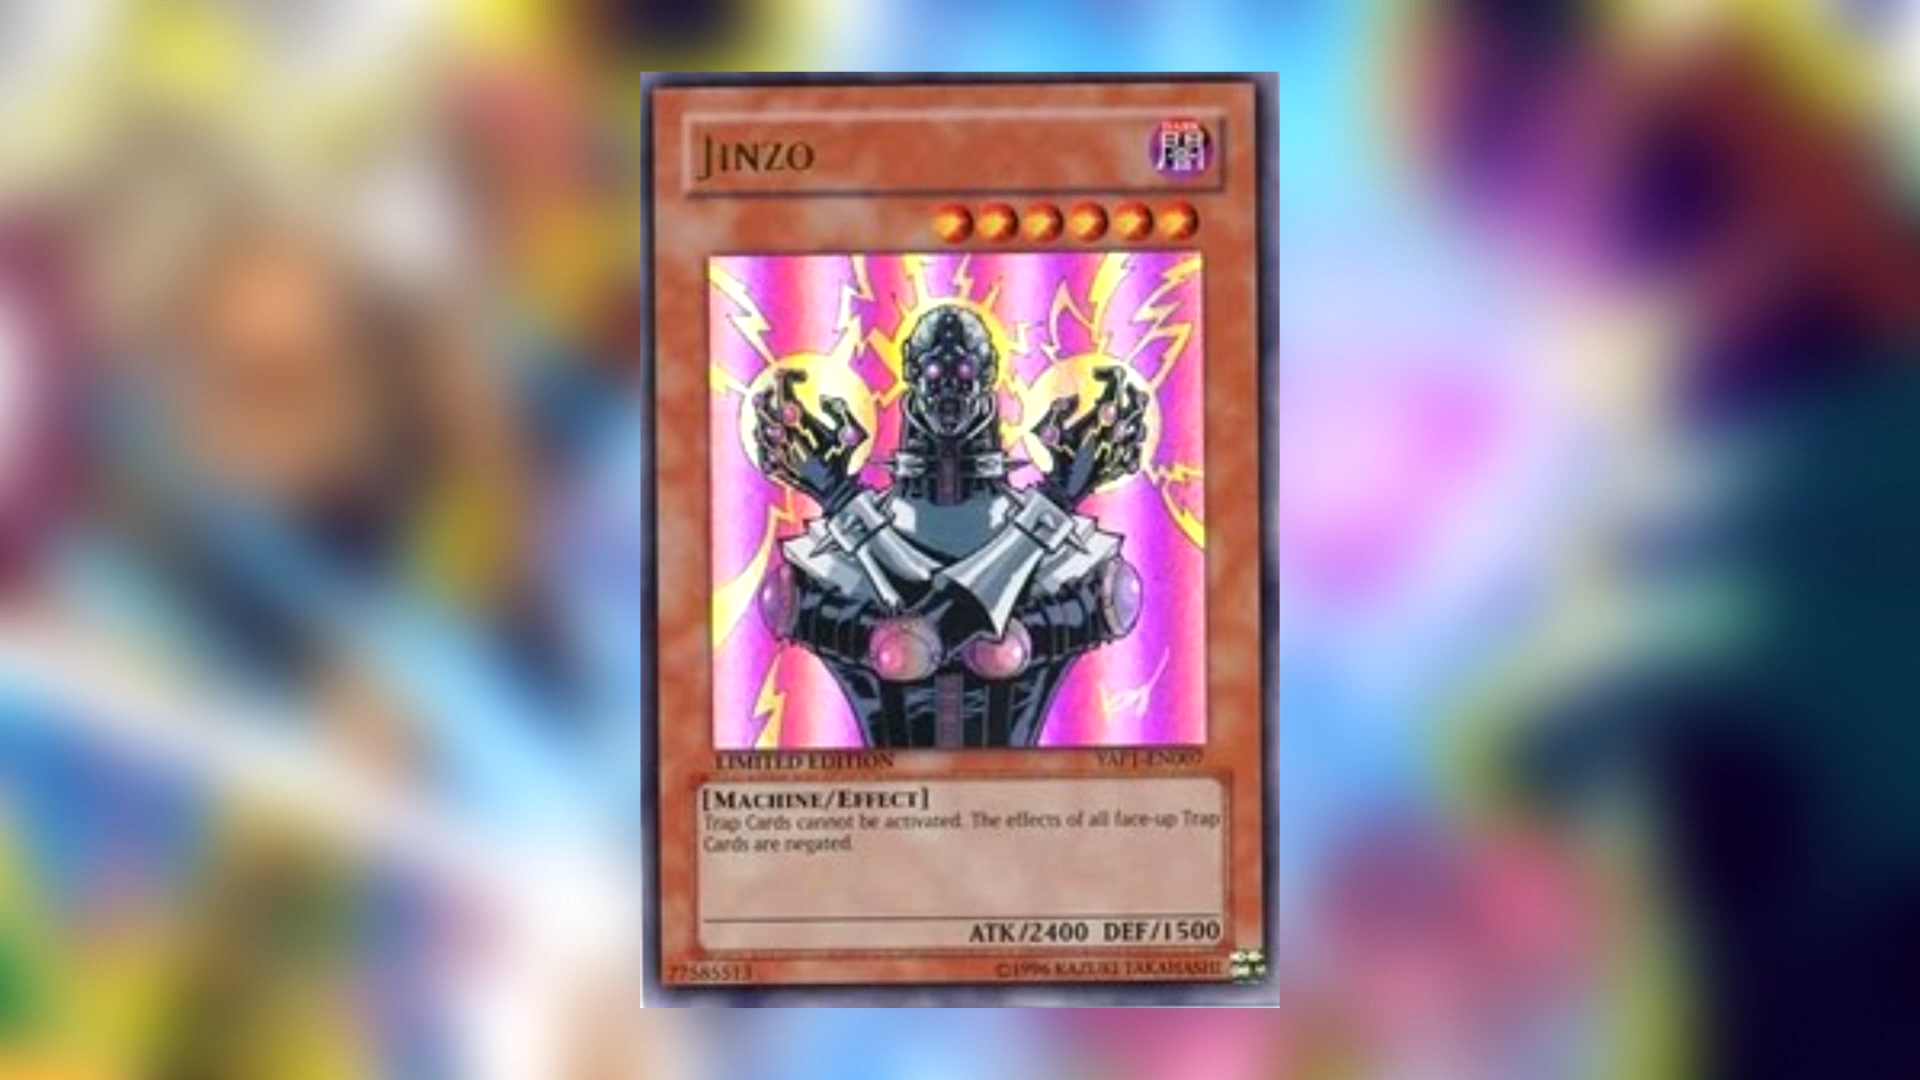 JINZO
DARK
闇
LIMITED EDITION
YAP1-EN007
[MACHINE/EFFECT]
Trap Cards cannot be activated. The effects of all face-up Trap
Cards are negated.
ATK/2400 DEF/1500
77585513
©1996 KAZUKI TAKAHASHI